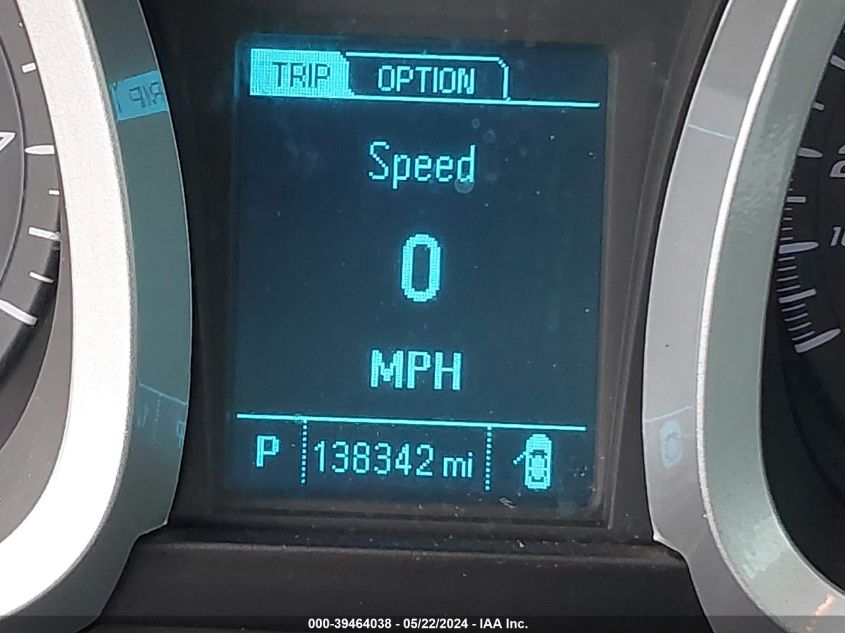 TRIP OPTION
Speed
0
MPH
P 138342 mi
000-39464038 - 05/22/2024 - IAA Inc.